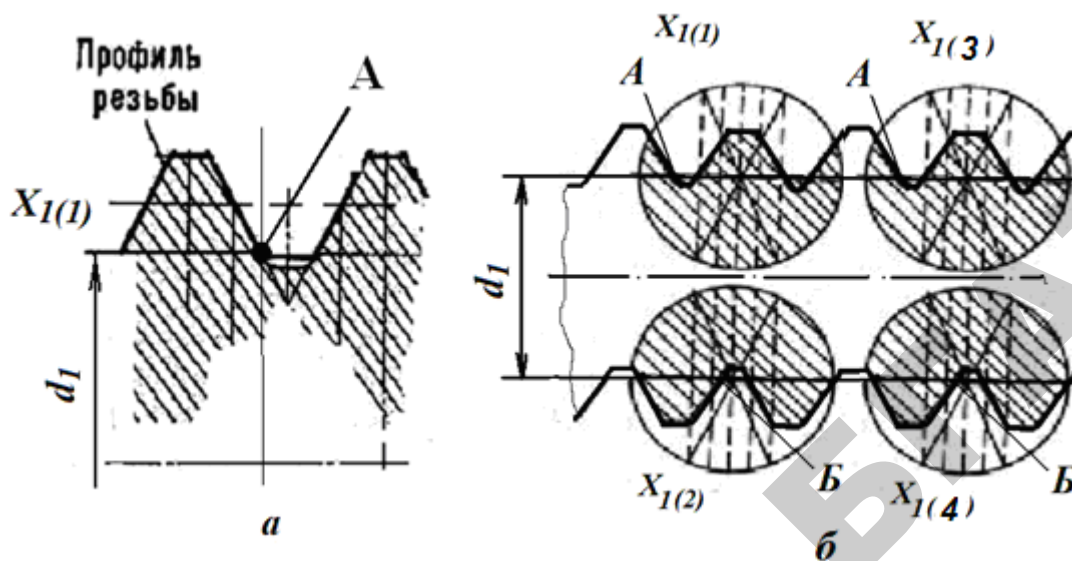 Профиль
резьбы
А
X1(1)
d1
а
X1(1)
X1(3)
А
А
d1
Б
Б
X1(2)
X1(4)
б